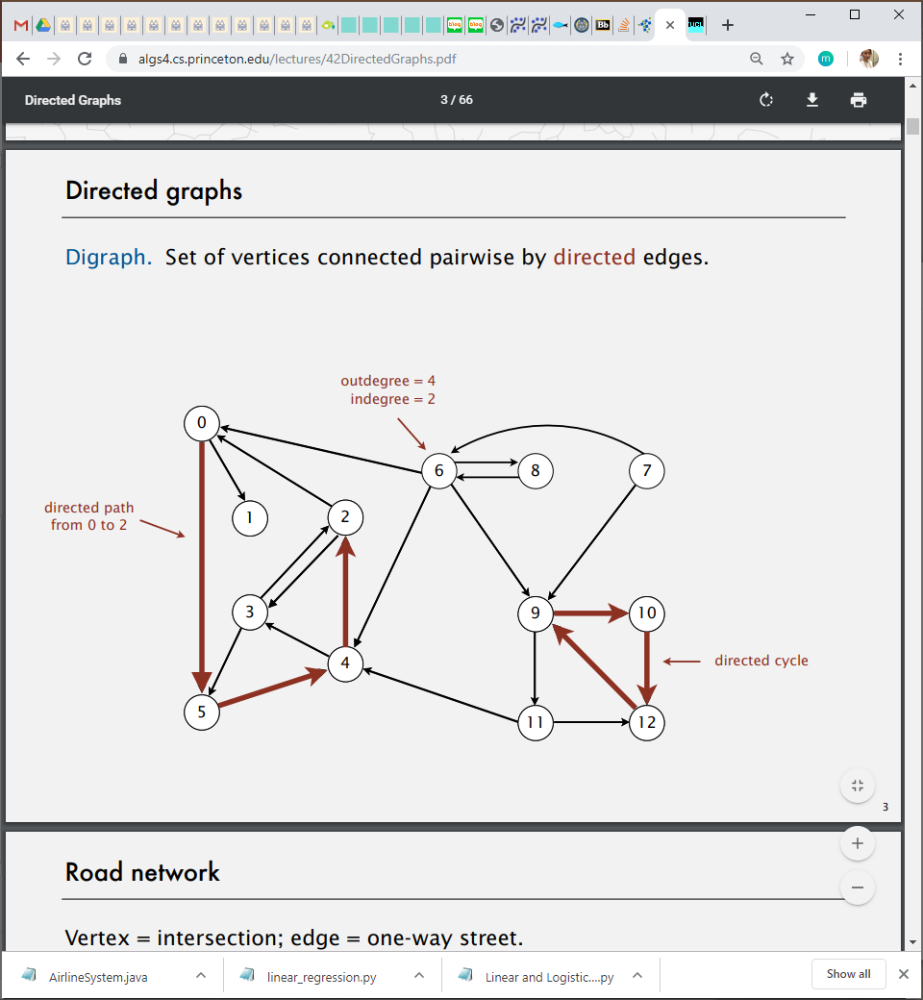 algs4.cs.princeton.edu/lectures/42DirectedGraphs.pdf
m
Directed Graphs
3 / 66
Directed graphs
Digraph. Set of vertices connected pairwise by directed edges.
outdegree = 4
indegree = 2
0
6
8
7
directed path
from 0 to 2
1
2
3
9
10
4
directed cycle
5
11
12
3
Road network
Vertex = intersection; edge = one-way street.
AirlineSystem.java
linear_regression.py
Linear and Logistic....py
Show all